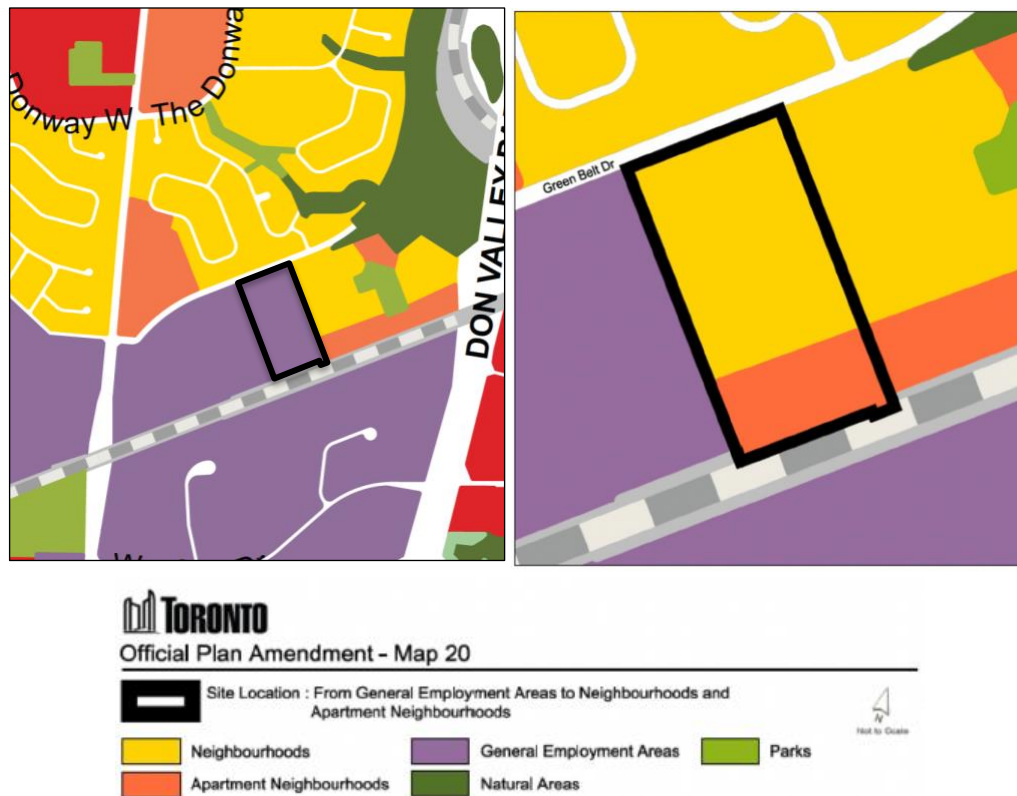 Donway W The Donwa
DON VALLEY
Green Belt Dr
TORONTO
Official Plan Amendment - Map 20
Site Location : From General Employment Areas to Neighbourhoods and
Apartment Neighbourhoods
N
Not to Scale
Neighbourhoods
General Employment Areas
Parks
Apartment Neighbourhoods
Natural Areas